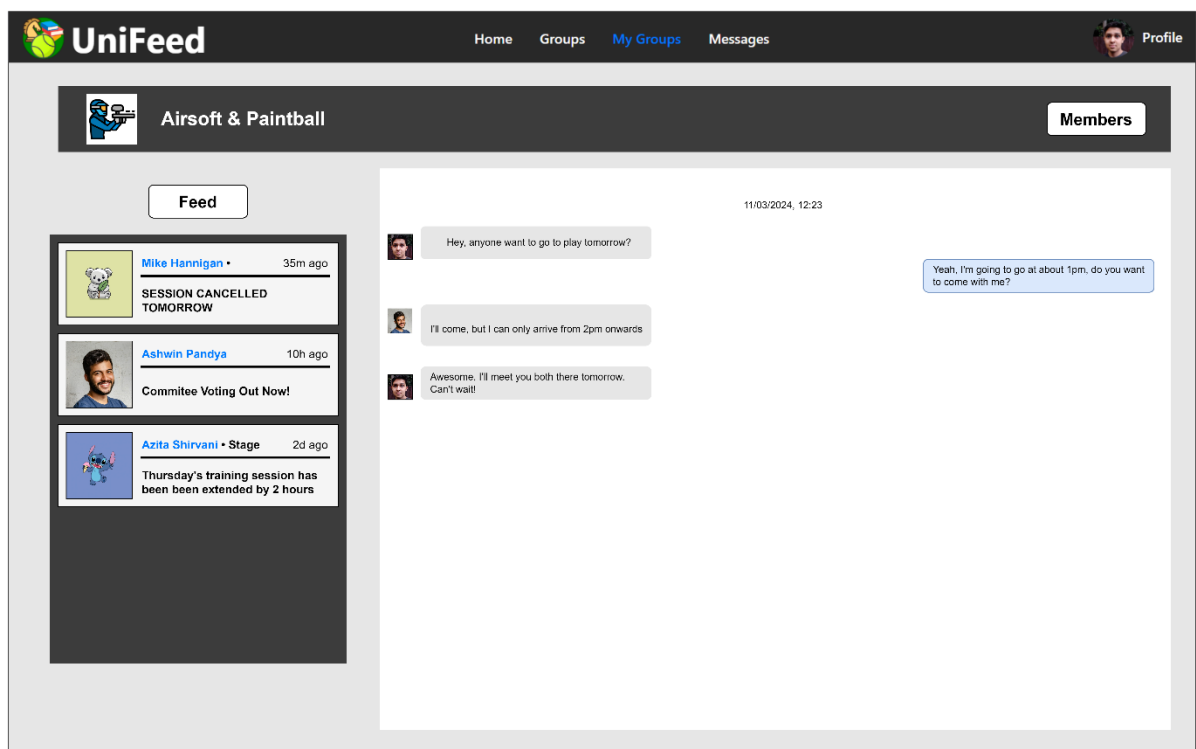 UniFeed
Home Groups My Groups Messages
Profile
Airsoft & Paintball
Members
Feed
Mike Hannigan • 35m ago
SESSION CANCELLED
TOMORROW
Ashwin Pandya 10h ago
Commitee Voting Out Now!
Azita Shirvani • Stage 2d ago
Thursday's training session has
been been extended by 2 hours
11/03/2024, 12:23
Hey, anyone want to go to play tomorrow?
Yeah, I'm going to go at about 1pm, do you want
to come with me?
I'll come, but I can only arrive from 2pm onwards
Awesome, I'll meet you both there tomorrow.
Can't wait!